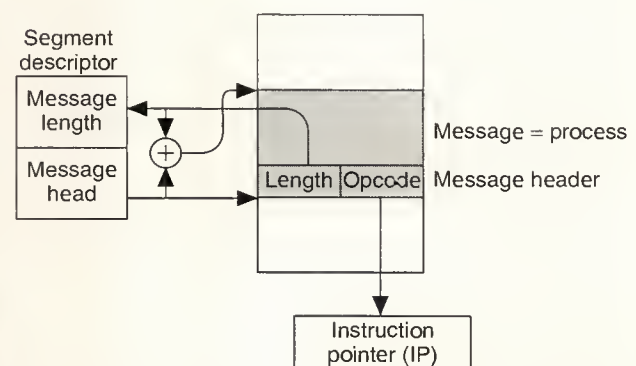 Segment
descriptor
Message
length
Message
head
+
Message = process
Length
Opcode
Message header
Instruction
pointer (IP)